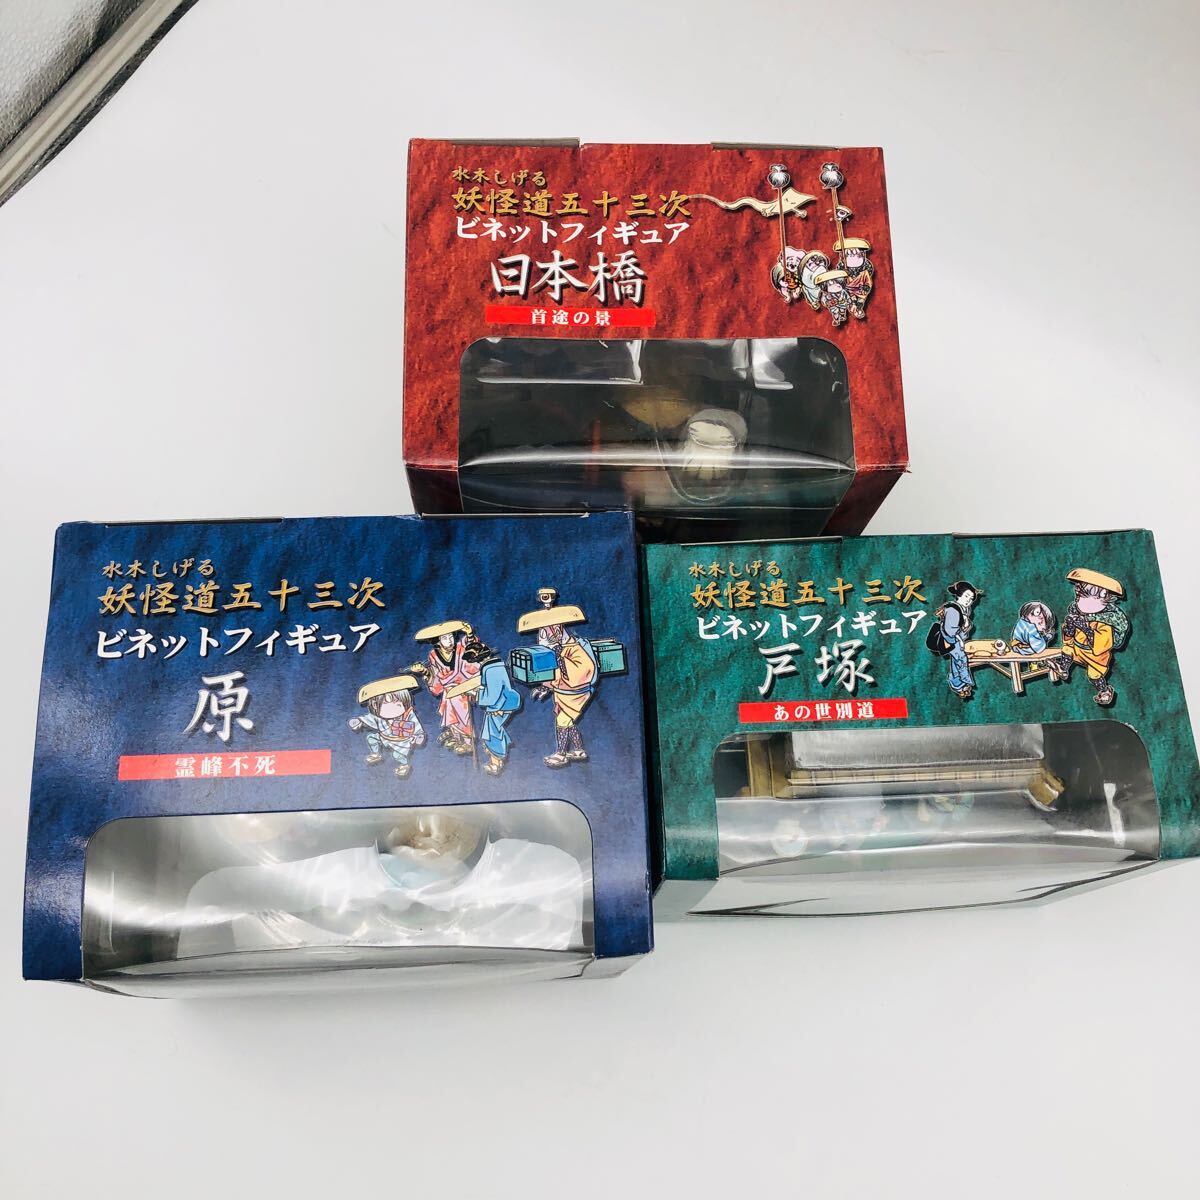 水木しげる
妖怪道五十三次
ビネットフィギュア
日本橋
首途の景
水木しげる
妖怪道五十三次
ビネットフィギュア
原
霊峰不死
水木しげる
妖怪道五十三次
ビネットフィギュア
戸塚
あの世別道